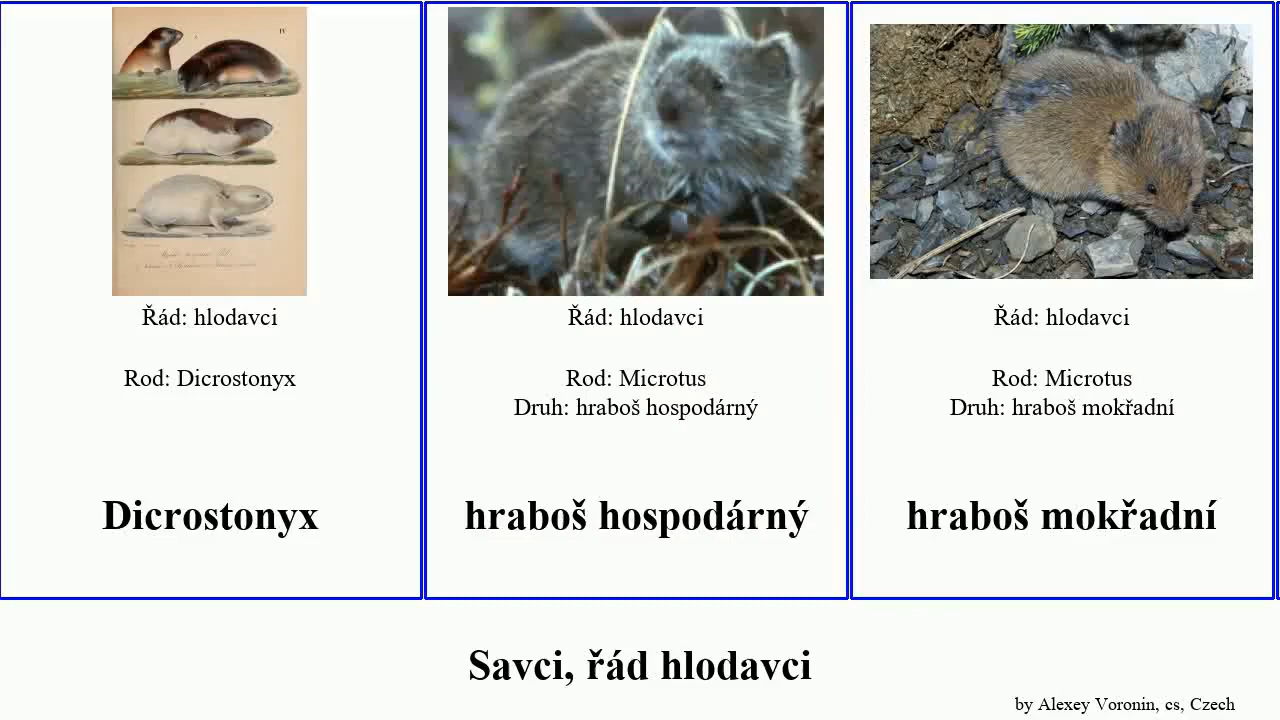 IV
Řád: hlodavci
Rod: Dicrostonyx
Dicrostonyx
Řád: hlodavci
Rod: Microtus
Druh: hraboš hospodárný
hraboš hospodárný
Řád: hlodavci
Rod: Microtus
Druh: hraboš mokřadní
hraboš mokřadní
Savci, řád hlodavci
by Alexey Voronin, cs, Czech